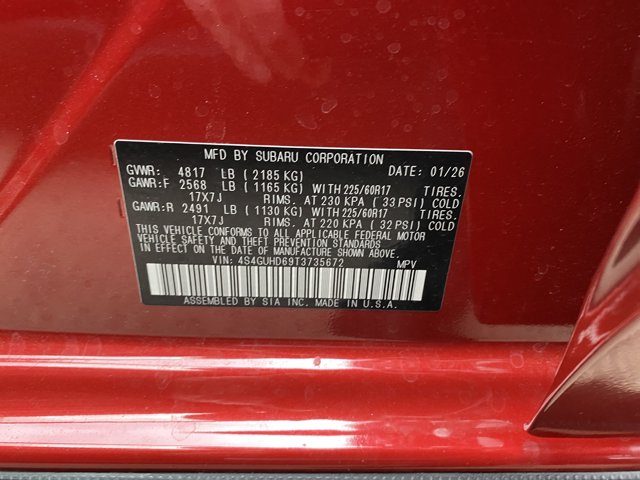 MFD BY SUBARU CORPORATION DATE: 01/26
GVWR: 4817 LB (2185 KG)
GAWR:F 2568 LB (1165 KG) WITH 225/60R17 TIRES.
17X7J RIMS. AT 230 KPA (33 PSI) COLD
GAWR:R 2491 LB (1130 KG) WITH 225/60R17 TIRES.
17X7J RIMS. AT 220 KPA (32 PSI) COLD
THIS VEHICLE CONFORMS TO ALL APPLICABLE FEDERAL MOTOR
VEHICLE SAFETY AND THEFT PREVENTION STANDARDS
IN EFFECT ON THE DATE OF MANUFACTURE SHOWN ABOVE.
VIN: 4S4GUHD69T3735672 MPV
ASSEMBLED BY SIA INC. MADE IN U.S.A.